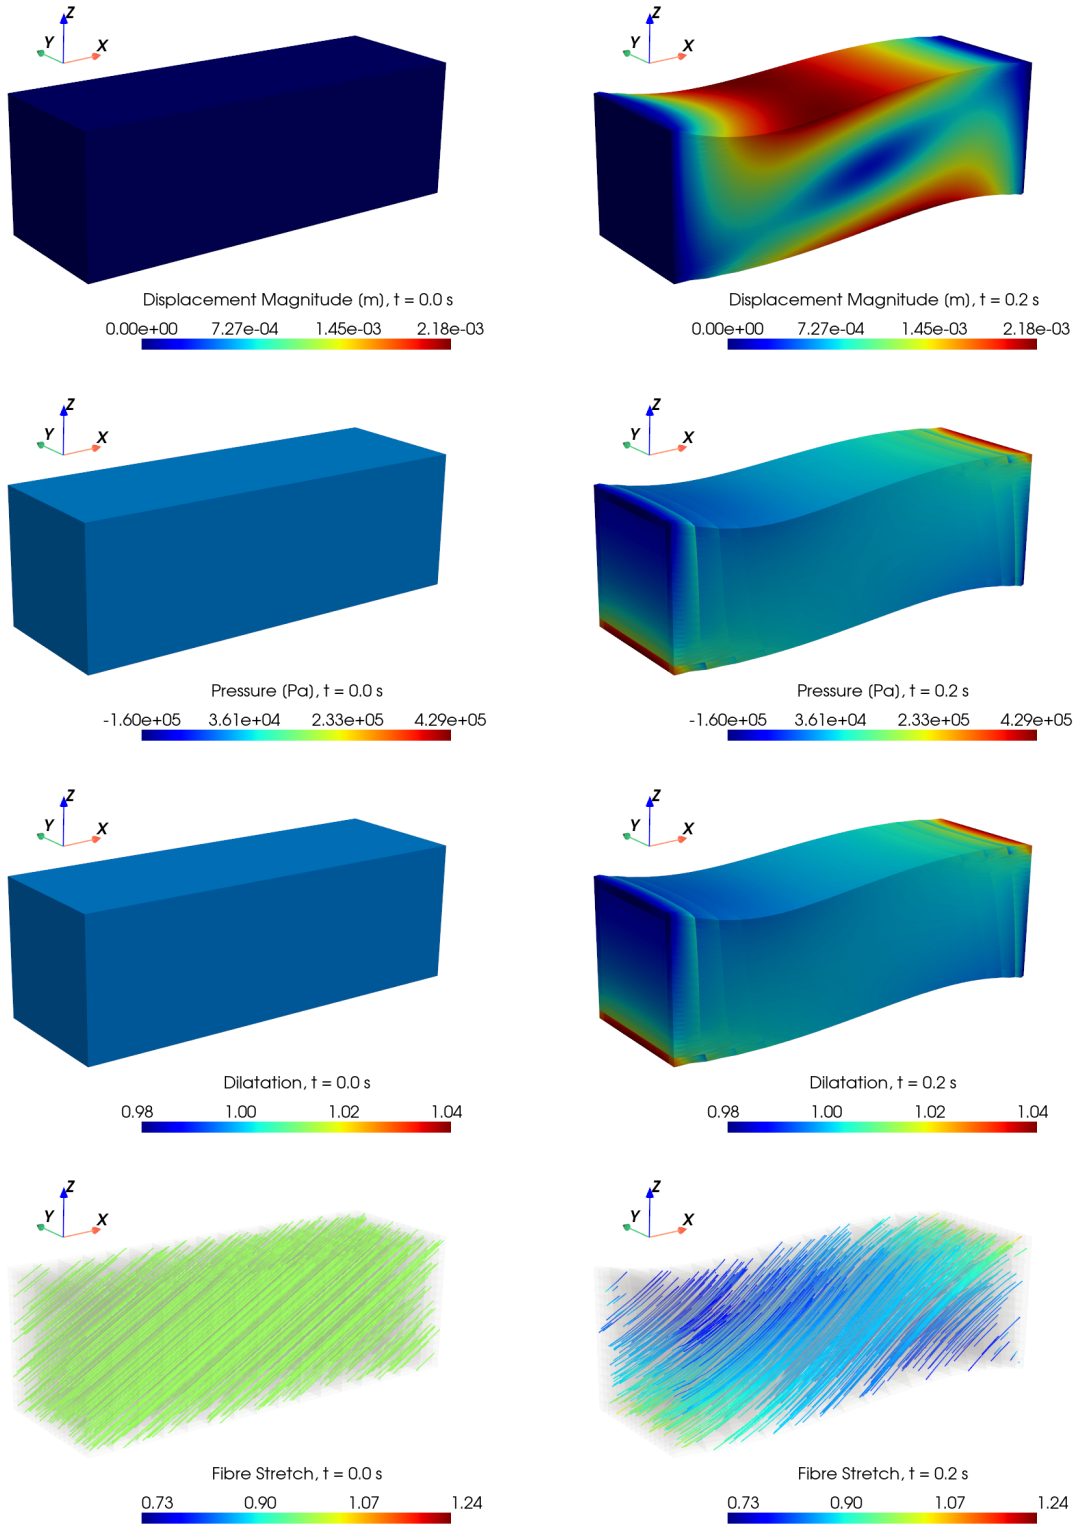 Z
Y X
Z
Y X
Displacement Magnitude (m), t = 0.0 s
0.00e+00 7.27e-04 1.45e-03 2.18e-03
Displacement Magnitude (m), t = 0.2 s
0.00e+00 7.27e-04 1.45e-03 2.18e-03
Z
Y X
Z
Y X
Pressure (Pa), t = 0.0 s
-1.60e+05 3.61e+04 2.33e+05 4.29e+05
Pressure (Pa), t = 0.2 s
-1.60e+05 3.61e+04 2.33e+05 4.29e+05
Z
Y X
Z
Y X
Dilatation, t = 0.0 s
0.98 1.00 1.02 1.04
Dilatation, t = 0.2 s
0.98 1.00 1.02 1.04
Z
Y X
Z
Y X
Fibre Stretch, t = 0.0 s
0.73 0.90 1.07 1.24
Fibre Stretch, t = 0.2 s
0.73 0.90 1.07 1.24